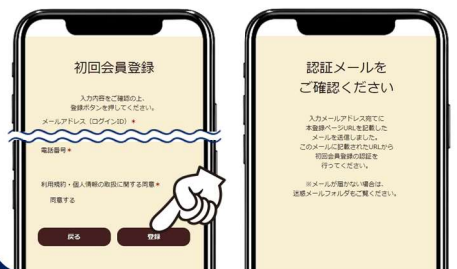 初回会員登録
入力内容をご確認の上、
登録ボタンを押してください。
メールアドレス（ログインID）＊
電話番号＊
利用規約・個人情報の取扱に関する同意＊
同意する
戻る
登録
認証メールを
ご確認ください
入力メールアドレス宛てに
本登録ページURLを記載した
メールを送信しました。
このメールに記載されたURLから
初回会員登録の認証を
行ってください。
※メールが届かない場合は、
迷惑メールフォルダもご覧ください。